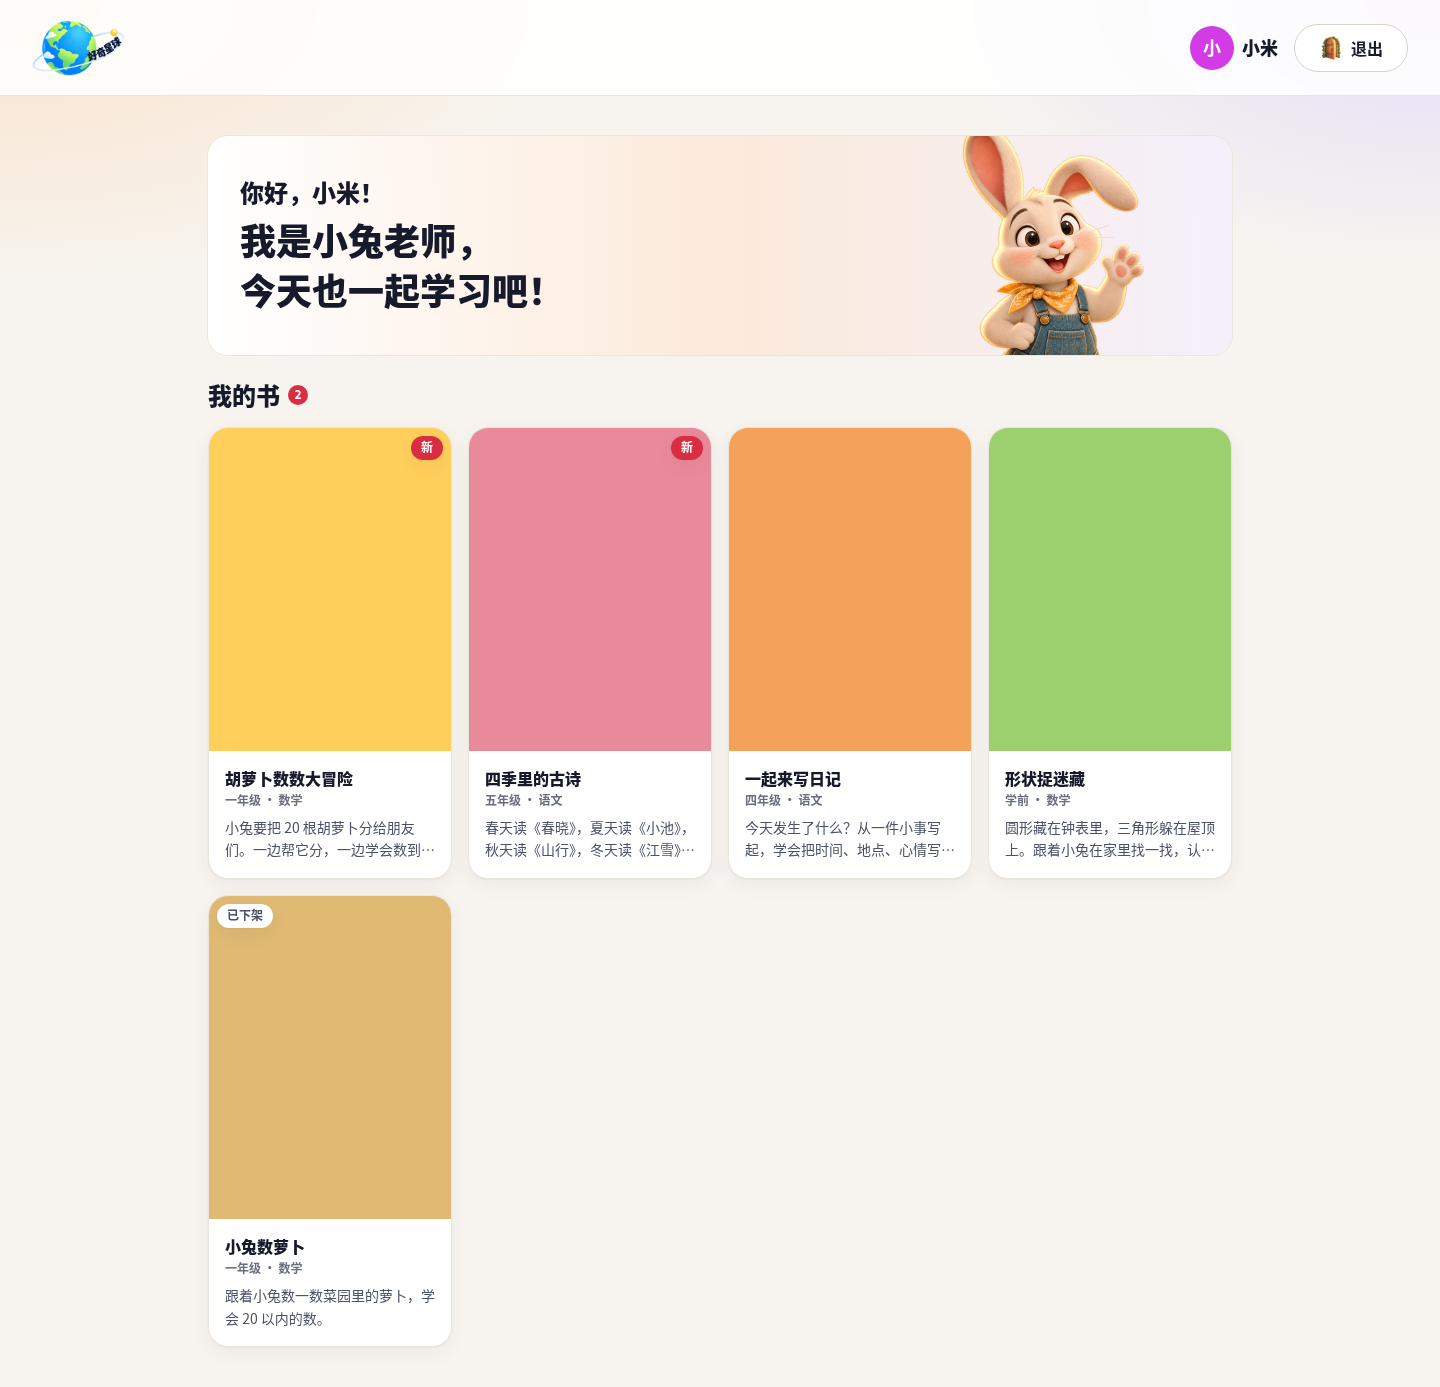 好奇星球
小
小米
退出
你好，小米！
我是小兔老师，
今天也一起学习吧！
我的书
2
新
新
胡萝卜数数大冒险
一年级 · 数学
小兔要把 20 根胡萝卜分给朋友
们。一边帮它分，一边学会数到…
四季里的古诗
五年级 · 语文
春天读《春晓》，夏天读《小池》，
秋天读《山行》，冬天读《江雪》…
一起来写日记
四年级 · 语文
今天发生了什么？从一件小事写
起，学会把时间、地点、心情写…
形状捉迷藏
学前 · 数学
圆形藏在钟表里，三角形躲在屋顶
上。跟着小兔在家里找一找，认…
已下架
小兔数萝卜
一年级 · 数学
跟着小兔数一数菜园里的萝卜，学
会 20 以内的数。